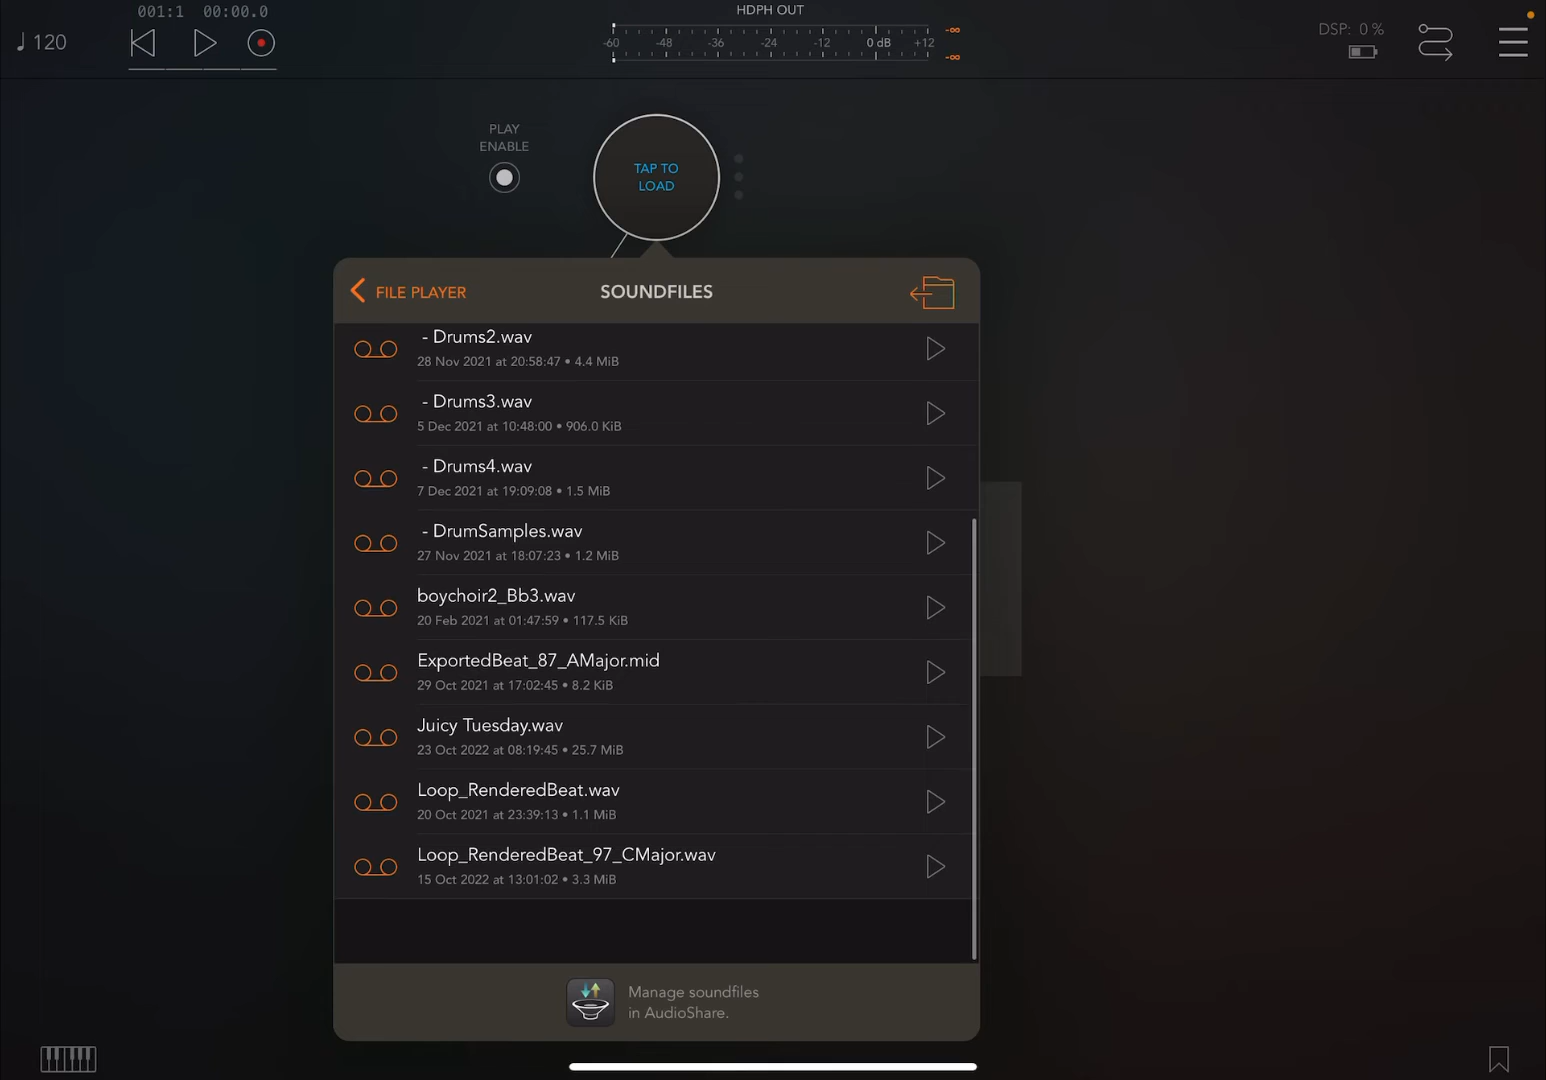 001:1 00:00.0
HDPH OUT
♩ 120
-60 -48 -36 -24 -12 0 dB +12
-∞
-∞
DSP: 0 %
PLAY
ENABLE
TAP TO
LOAD
FILE PLAYER
SOUNDFILES
- Drums2.wav
28 Nov 2021 at 20:58:47 • 4.4 MiB
- Drums3.wav
5 Dec 2021 at 10:48:00 • 906.0 KiB
- Drums4.wav
7 Dec 2021 at 19:09:08 • 1.5 MiB
- DrumSamples.wav
27 Nov 2021 at 18:07:23 • 1.2 MiB
boychoir2_Bb3.wav
20 Feb 2021 at 01:47:59 • 117.5 KiB
ExportedBeat_87_AMajor.mid
29 Oct 2021 at 17:02:45 • 8.2 KiB
Juicy Tuesday.wav
23 Oct 2022 at 08:19:45 • 25.7 MiB
Loop_RenderedBeat.wav
20 Oct 2021 at 23:39:13 • 1.1 MiB
Loop_RenderedBeat_97_CMajor.wav
15 Oct 2022 at 13:01:02 • 3.3 MiB
Manage soundfiles
in AudioShare.